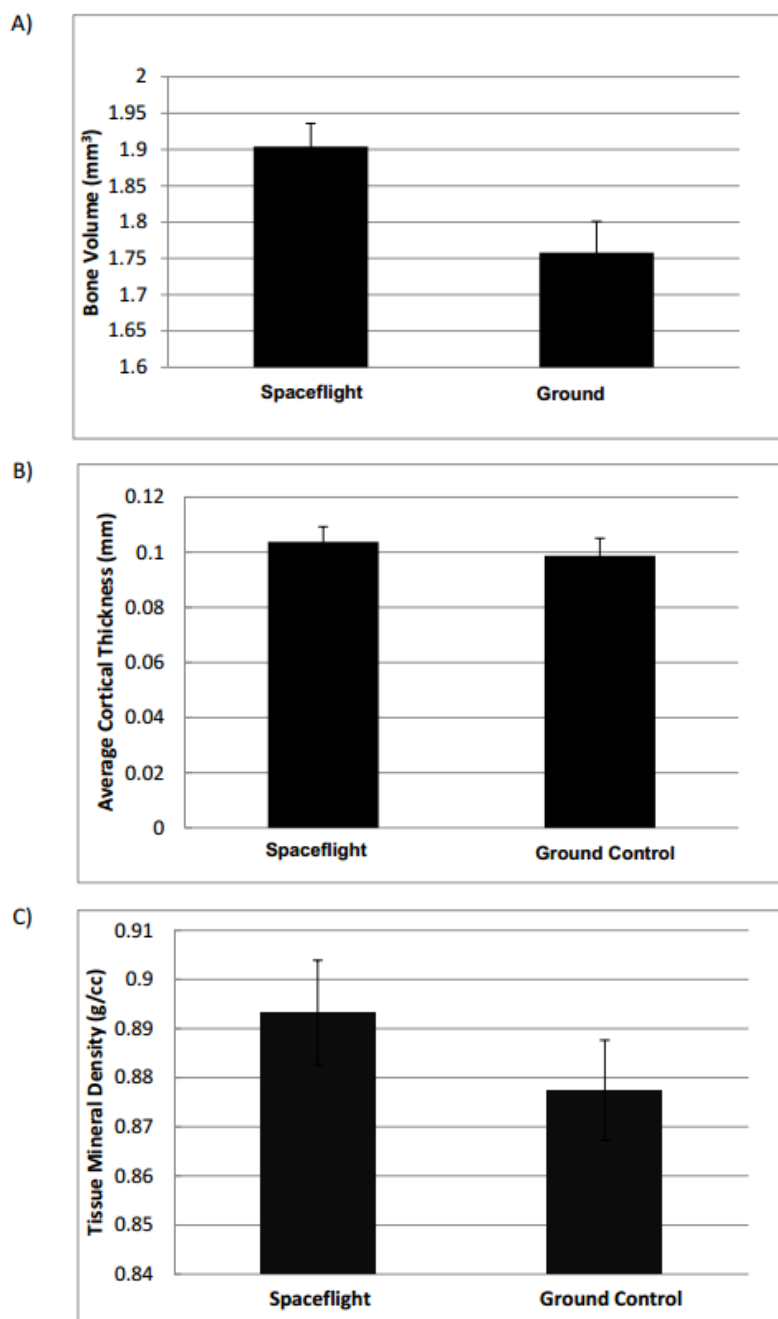 A)
Bone Volume (mm³)
2
1.95
1.9
1.85
1.8
1.75
1.7
1.65
1.6
Spaceflight Ground
B)
Average Cortical Thickness (mm)
0.12
0.1
0.08
0.06
0.04
0.02
0
Spaceflight Ground Control
C)
Tissue Mineral Density (g/cc)
0.91
0.9
0.89
0.88
0.87
0.86
0.85
0.84
Spaceflight Ground Control